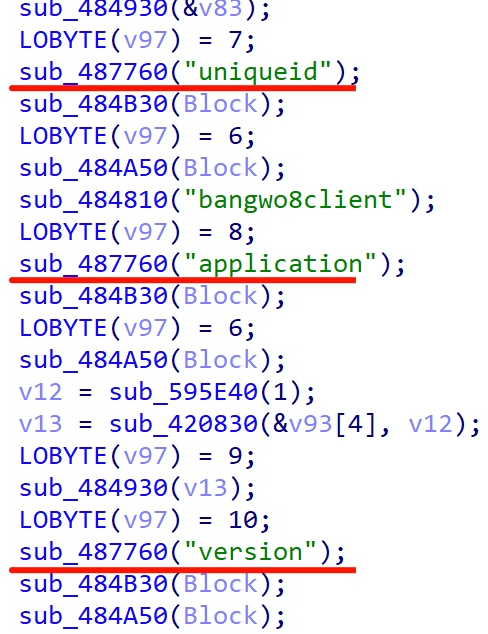 sub_484930(&v83);
LOBYTE(v97) = 7;
sub_487760("uniqueid");
sub_484B30(Block);
LOBYTE(v97) = 6;
sub_484A50(Block);
sub_484810("bangwo8client");
LOBYTE(v97) = 8;
sub_487760("application");
sub_484B30(Block);
LOBYTE(v97) = 6;
sub_484A50(Block);
v12 = sub_595E40(1);
v13 = sub_420830(&v93[4], v12);
LOBYTE(v97) = 9;
sub_484930(v13);
LOBYTE(v97) = 10;
sub_487760("version");
sub_484B30(Block);
sub_484A50(Block);